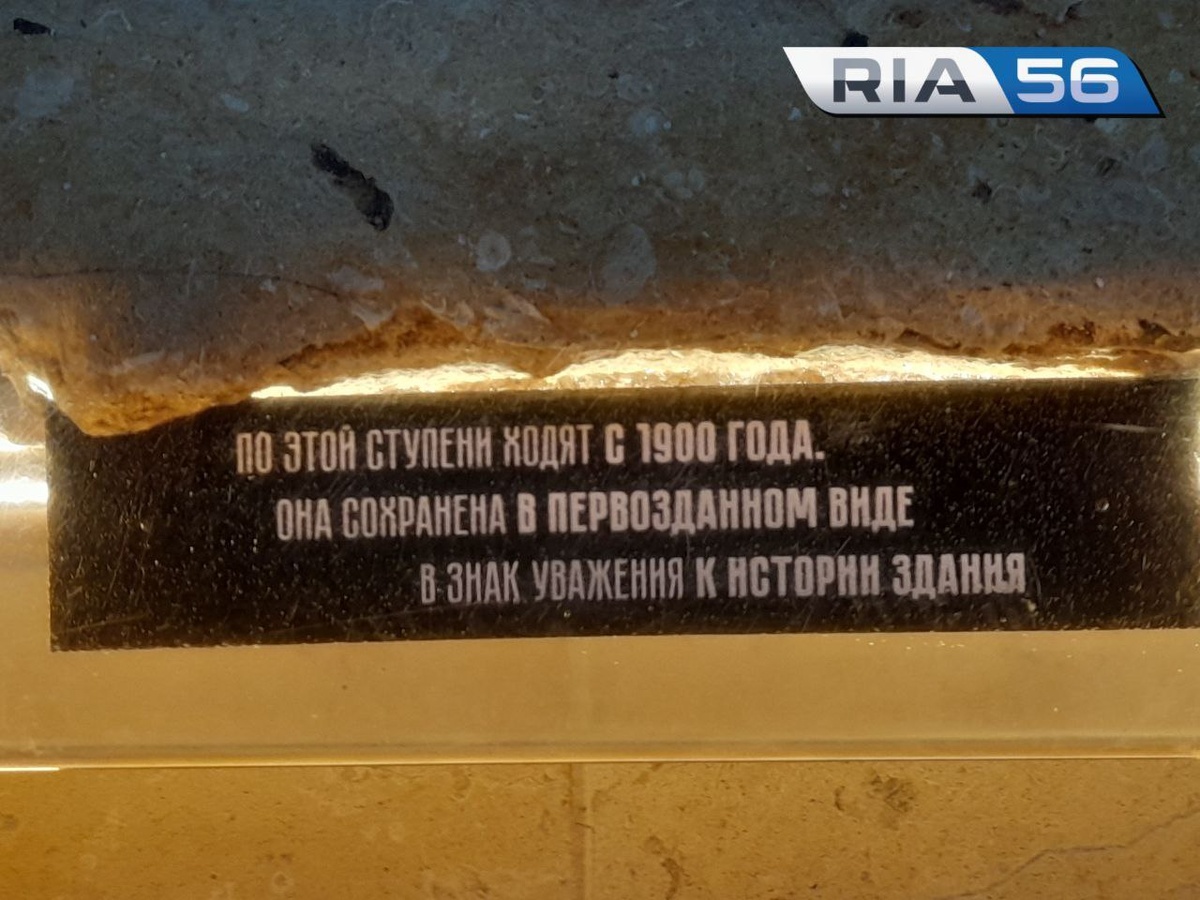 RIA 56
ПО ЭТОЙ СТУПЕНИ ХОДЯТ С 1900 ГОДА.
ОНА СОХРАНЕНА В ПЕРВОЗДАННОМ ВИДЕ
В ЗНАК УВАЖЕНИЯ К ИСТОРИИ ЗДАНИЯ